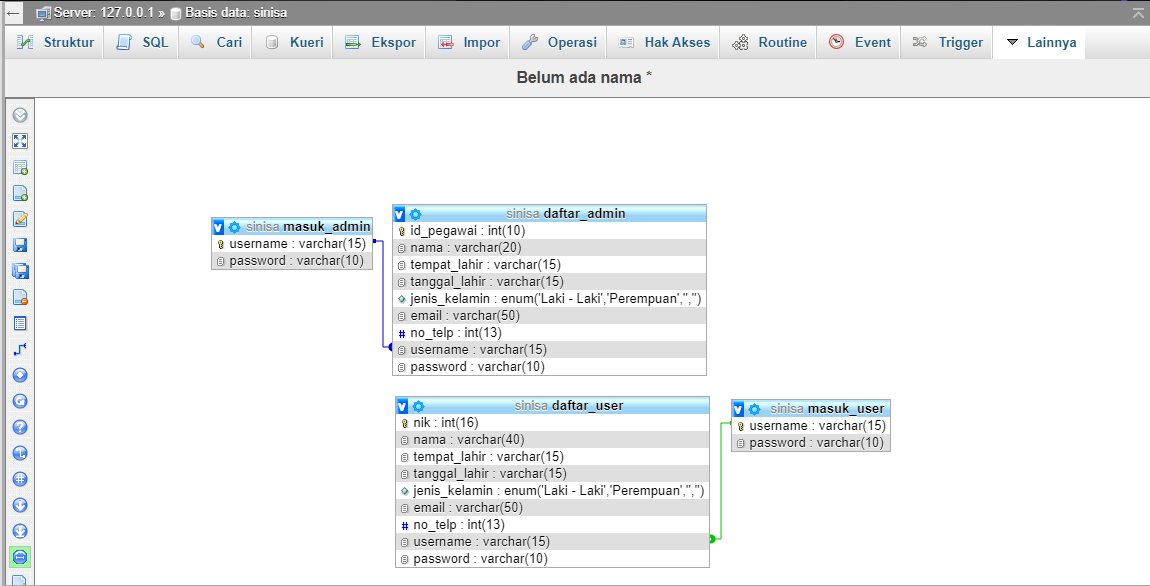 Server: 127.0.0.1 » Basis data: sinisa
Struktur SQL Cari Kueri Ekspor Impor Operasi Hak Akses Routine Event Trigger Lainnya
Belum ada nama *
sinisa masuk_admin
username : varchar(15)
password : varchar(10)
sinisa daftar_admin
id_pegawai : int(10)
nama : varchar(20)
tempat_lahir : varchar(15)
tanggal_lahir : varchar(15)
jenis_kelamin : enum('Laki - Laki','Perempuan','','')
email : varchar(50)
no_telp : int(13)
username : varchar(15)
password : varchar(10)
sinisa daftar_user
nik : int(16)
nama : varchar(40)
tempat_lahir : varchar(15)
tanggal_lahir : varchar(15)
jenis_kelamin : enum('Laki - Laki','Perempuan','','')
email : varchar(50)
no_telp : int(13)
username : varchar(15)
password : varchar(10)
sinisa masuk_user
username : varchar(15)
password : varchar(10)